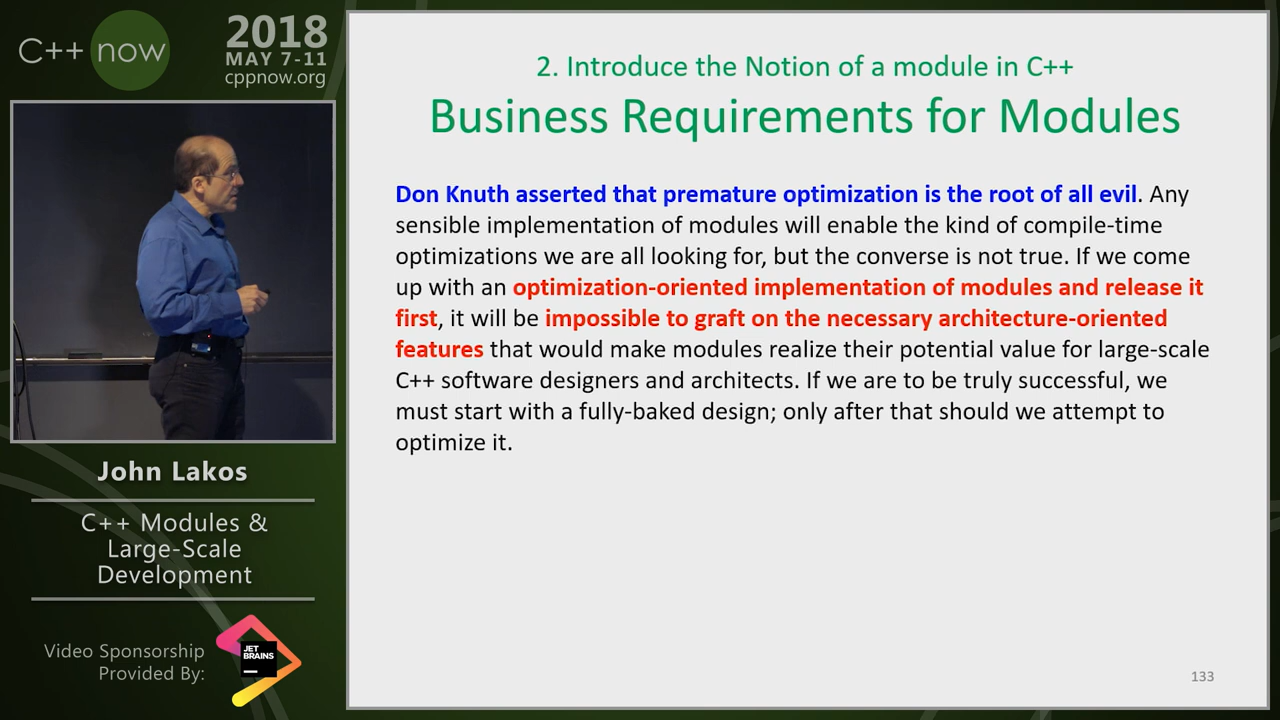 C++ now
2018
MAY 7-11
cppnow.org
John Lakos
C++ Modules &
Large-Scale
Development
Video Sponsorship
Provided By:
JET
BRAINS
2. Introduce the Notion of a module in C++
Business Requirements for Modules
Don Knuth asserted that premature optimization is the root of all evil. Any
sensible implementation of modules will enable the kind of compile-time
optimizations we are all looking for, but the converse is not true. If we come
up with an optimization-oriented implementation of modules and release it
first, it will be impossible to graft on the necessary architecture-oriented
features that would make modules realize their potential value for large-scale
C++ software designers and architects. If we are to be truly successful, we
must start with a fully-baked design; only after that should we attempt to
optimize it.
133